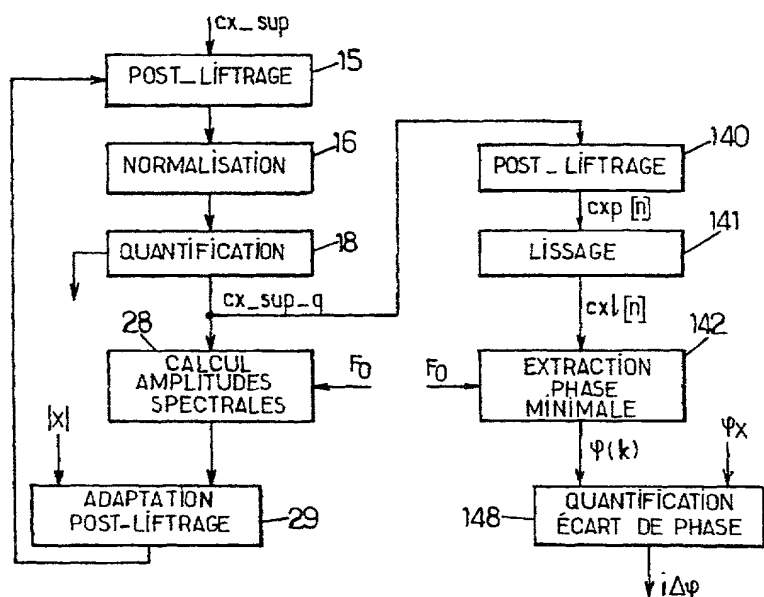 cx_sup
POST_LIFTRAGE
15
NORMALISATION
16
QUANTIFICATION
18
cx_sup_q
28
CALCUL
AMPLITUDES
SPECTRALES
F0
|X|
ADAPTATION
POST-LIFTRAGE
29
POST_LIFTRAGE
140
cxp [n]
LISSAGE
141
cxl [n]
142
F0
EXTRACTION
PHASE
MINIMALE
φ(k)
φX
148
QUANTIFICATION
ÉCART DE PHASE
iΔφ